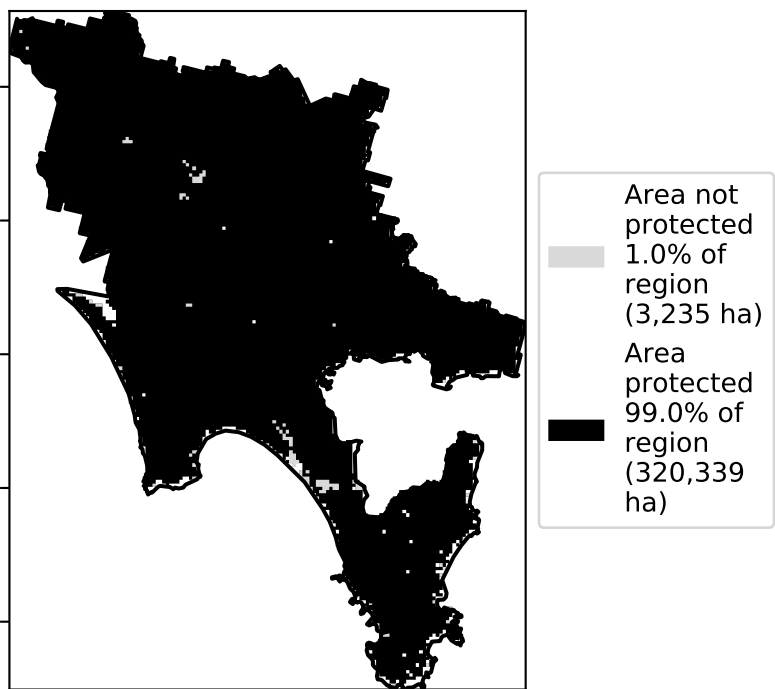 Area not
protected
1.0% of
region
(3,235 ha)
Area
protected
99.0% of
region
(320,339
ha)